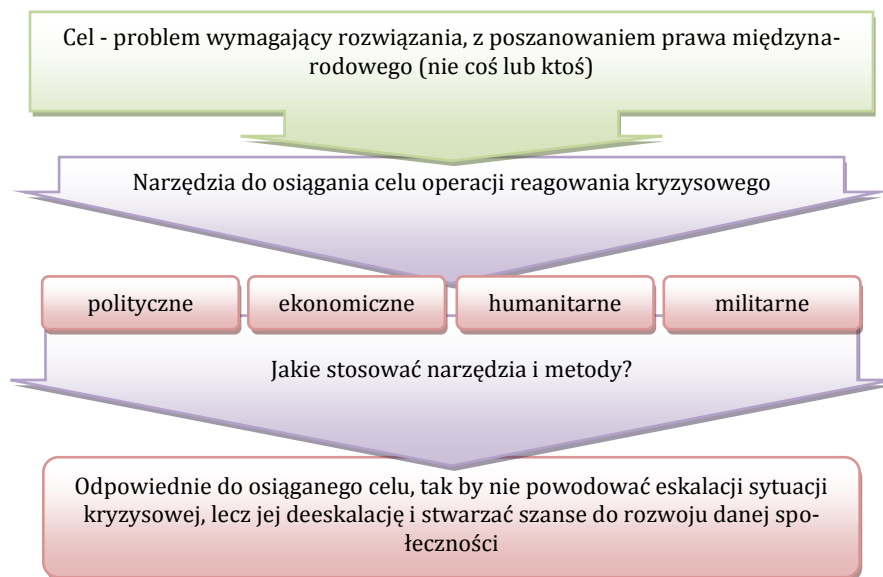 Cel - problem wymagający rozwiązania, z poszanowaniem prawa międzyna-
rodowego (nie coś lub ktoś)
Narzędzia do osiągania celu operacji reagowania kryzysowego
polityczne ekonomiczne humanitarne militarne
Jakie stosować narzędzia i metody?
Odpowiednie do osiąganego celu, tak by nie powodować eskalacji sytuacji
kryzysowej, lecz jej deeskalację i stwarzać szanse do rozwoju danej spo-
łeczności